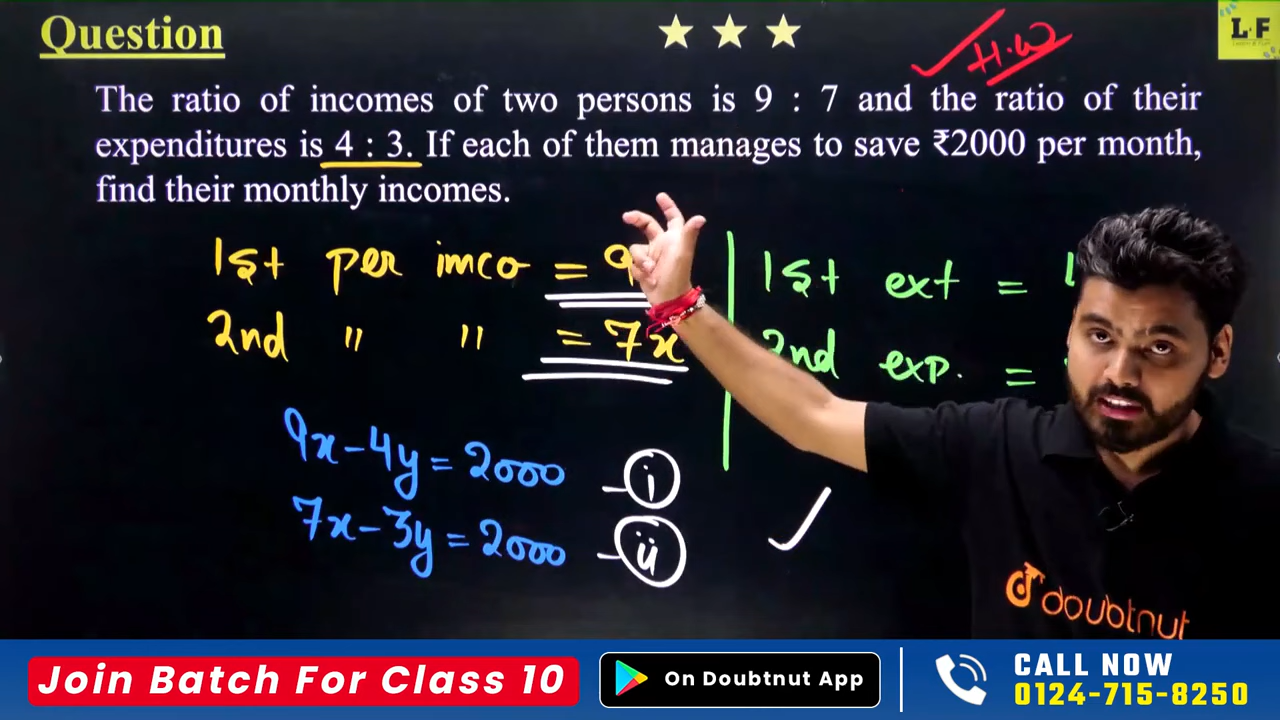 Question
L.F
H.W
The ratio of incomes of two persons is 9 : 7 and the ratio of their
expenditures is 4 : 3. If each of them manages to save ₹2000 per month,
find their monthly incomes.
1st per inco = 9
2nd " " = 7x
1st ext =
2nd exp. =
9x-4y = 2000 - i
7x-3y = 2000 - ii
doubtnut
Join Batch For Class 10
On Doubtnut App
CALL NOW
0124-715-8250